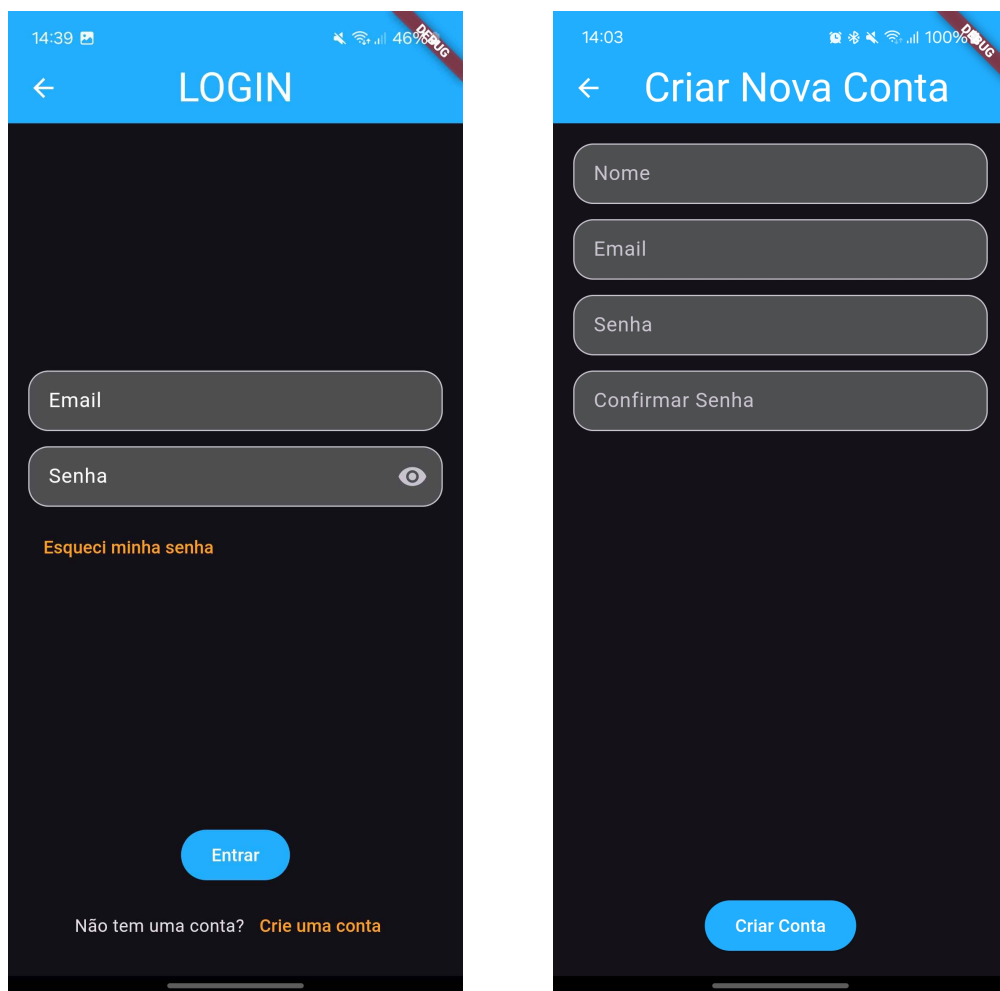 14:39
46%
DEBUG
LOGIN
Email
Senha
Esqueci minha senha
Entrar
Não tem uma conta? Crie uma conta
14:03
100%
DEBUG
Criar Nova Conta
Nome
Email
Senha
Confirmar Senha
Criar Conta